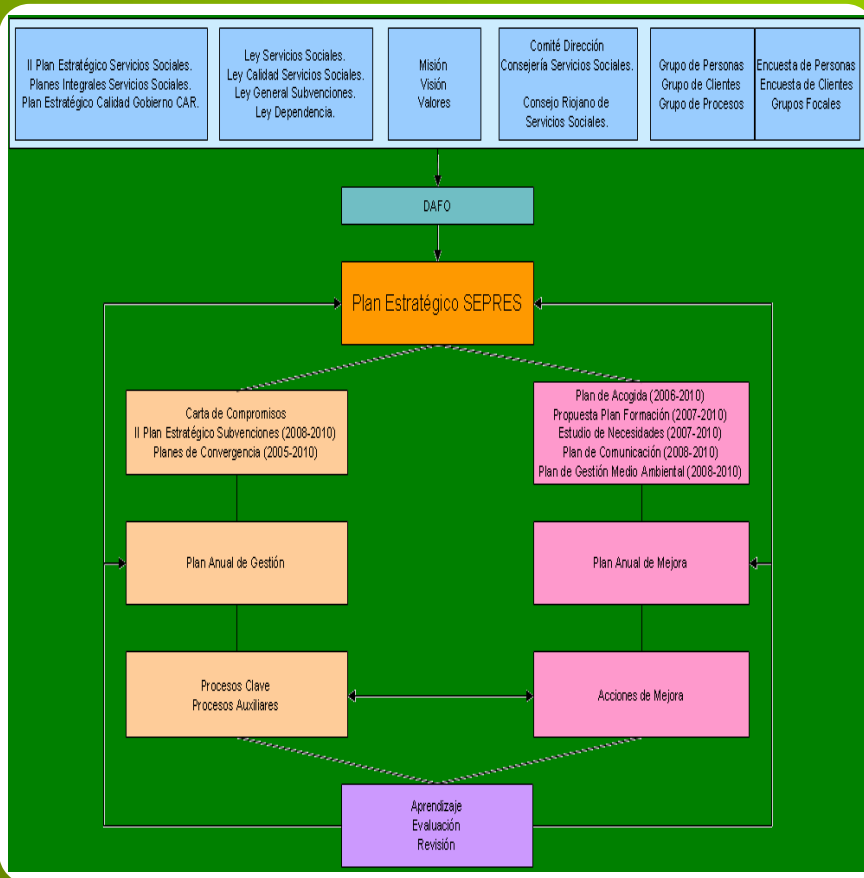 II Plan Estratégico Servicios Sociales.
Planes Integrales Servicios Sociales.
Plan Estratégico Calidad Gobierno CAR.
Ley Servicios Sociales.
Ley Calidad Servicios Sociales.
Ley General Subvenciones.
Ley Dependencia.
Misión
Visión
Valores
Comité Dirección
Consejería Servicios Sociales.
Consejo Riojano de
Servicios Sociales.
Grupo de Personas
Grupo de Clientes
Grupo de Procesos
Encuesta de Personas
Encuesta de Clientes
Grupos Focales
DAFO
Plan Estratégico SEPRES
Carta de Compromisos
II Plan Estratégico Subvenciones (2008-2010)
Planes de Convergencia (2005-2010)
Plan de Acogida (2006-2010)
Propuesta Plan Formación (2007-2010)
Estudio de Necesidades (2007-2010)
Plan de Comunicación (2008-2010)
Plan de Gestión Medio Ambiental (2008-2010)
Plan Anual de Gestión
Plan Anual de Mejora
Procesos Clave
Procesos Auxiliares
Acciones de Mejora
Aprendizaje
Evaluación
Revisión